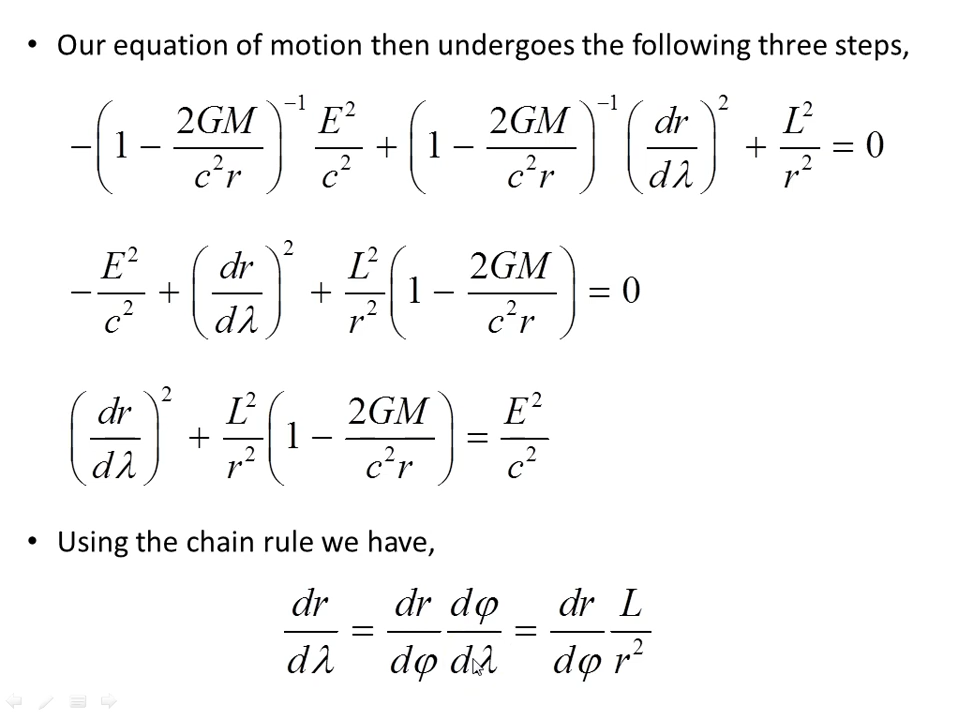 • Our equation of motion then undergoes the following three steps,
−(1 − 2GM/c²r)⁻¹ E²/c² + (1 − 2GM/c²r)⁻¹ (dr/dλ)² + L²/r² = 0
−E²/c² + (dr/dλ)² + L²/r² (1 − 2GM/c²r) = 0
(dr/dλ)² + L²/r² (1 − 2GM/c²r) = E²/c²
• Using the chain rule we have,
dr/dλ = dr/dφ dφ/dλ = dr/dφ L/r²